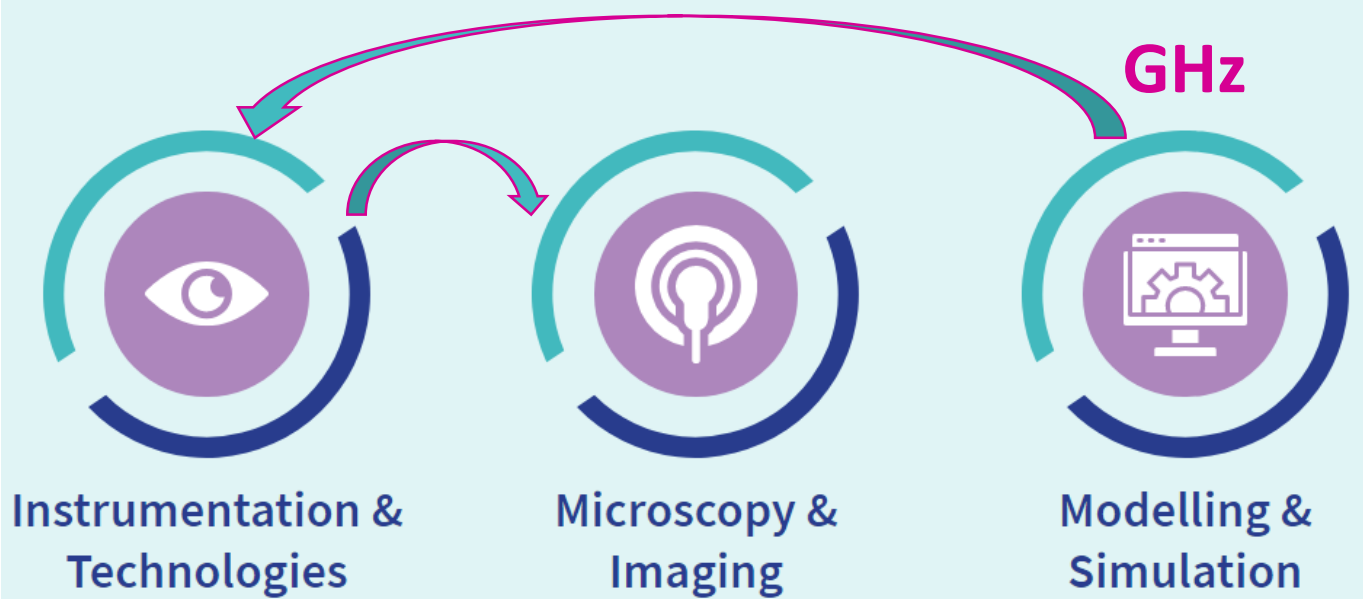 GHz
Instrumentation &
Technologies
Microscopy &
Imaging
Modelling &
Simulation